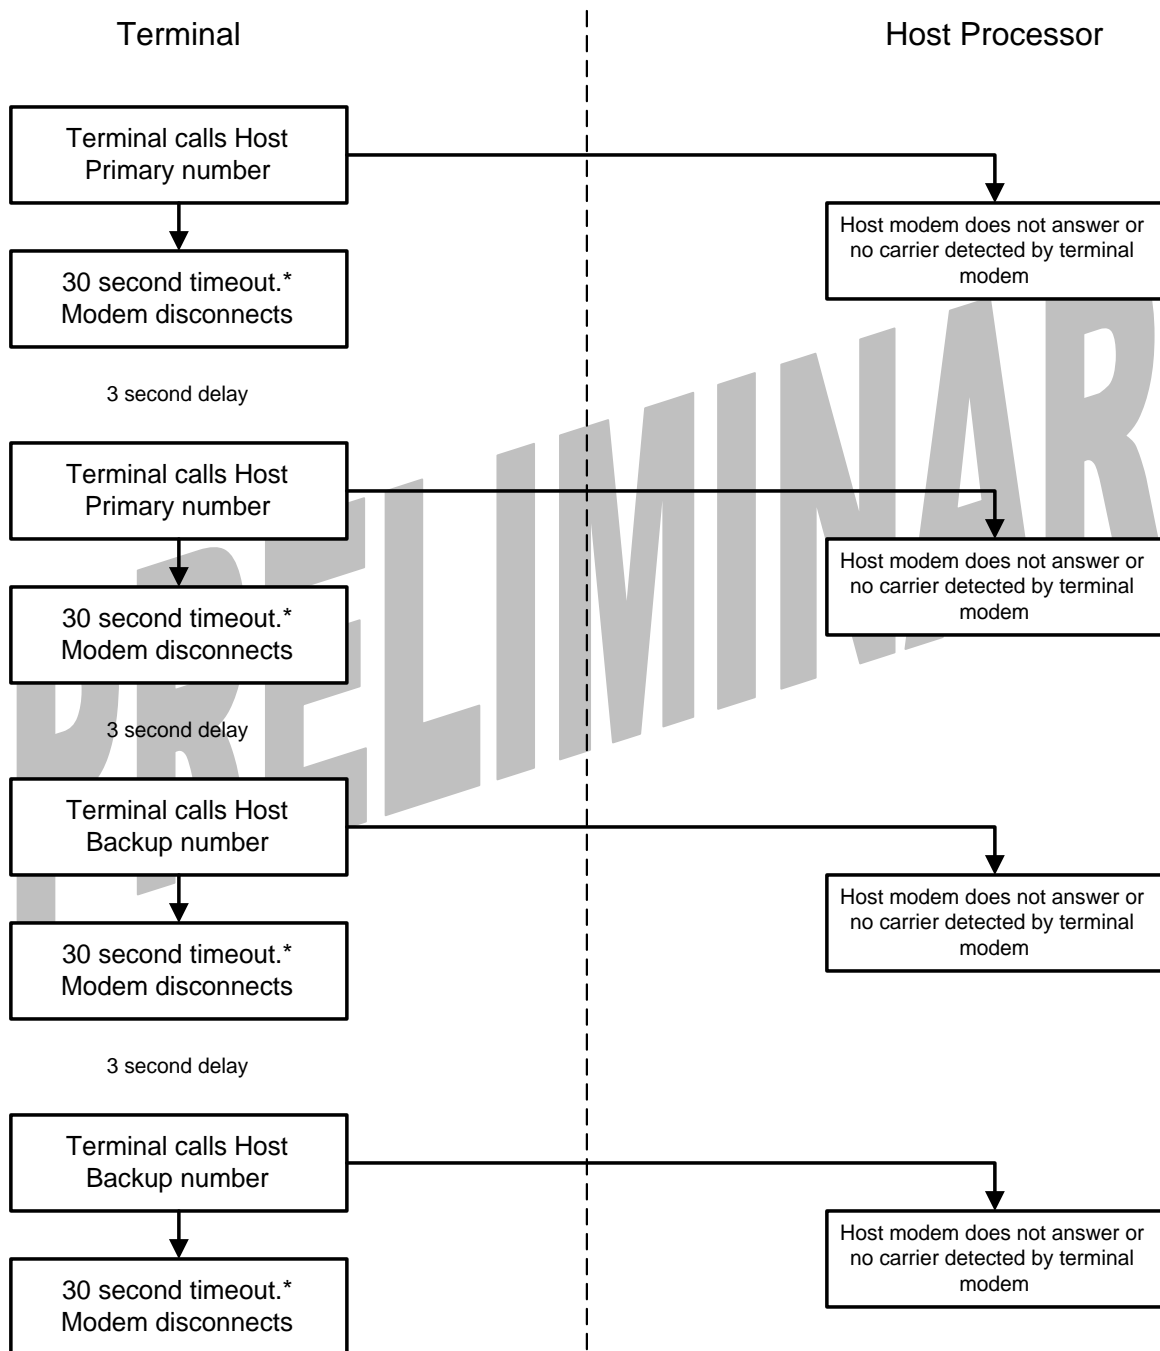 Terminal
Host Processor
Terminal calls Host
Primary number
Host modem does not answer or
no carrier detected by terminal
modem
30 second timeout.*
Modem disconnects
3 second delay
Terminal calls Host
Primary number
Host modem does not answer or
no carrier detected by terminal
modem
30 second timeout.*
Modem disconnects
3 second delay
Terminal calls Host
Backup number
Host modem does not answer or
no carrier detected by terminal
modem
30 second timeout.*
Modem disconnects
3 second delay
Terminal calls Host
Backup number
Host modem does not answer or
no carrier detected by terminal
modem
30 second timeout.*
Modem disconnects
PRELIMINAR